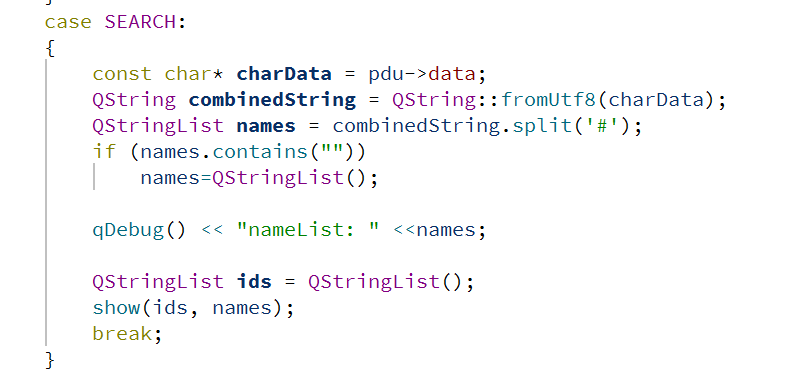 case SEARCH:
{
    const char* charData = pdu->data;
    QString combinedString = QString::fromUtf8(charData);
    QStringList names = combinedString.split('#');
    if (names.contains(""))
        names=QStringList();
    qDebug() << "nameList: " <<names;
    QStringList ids = QStringList();
    show(ids, names);
    break;
}